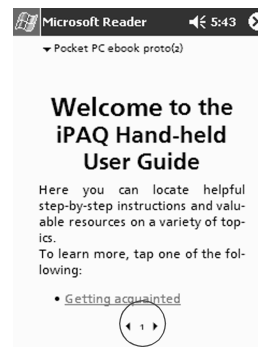 Microsoft Reader 5:43
Pocket PC ebook proto(2)
Welcome to the
iPAQ Hand-held
User Guide
Here you can locate helpful
step-by-step instructions and valu-
able resources on a variety of top-
ics.
To learn more, tap one of the fol-
lowing:
• Getting acquainted
1